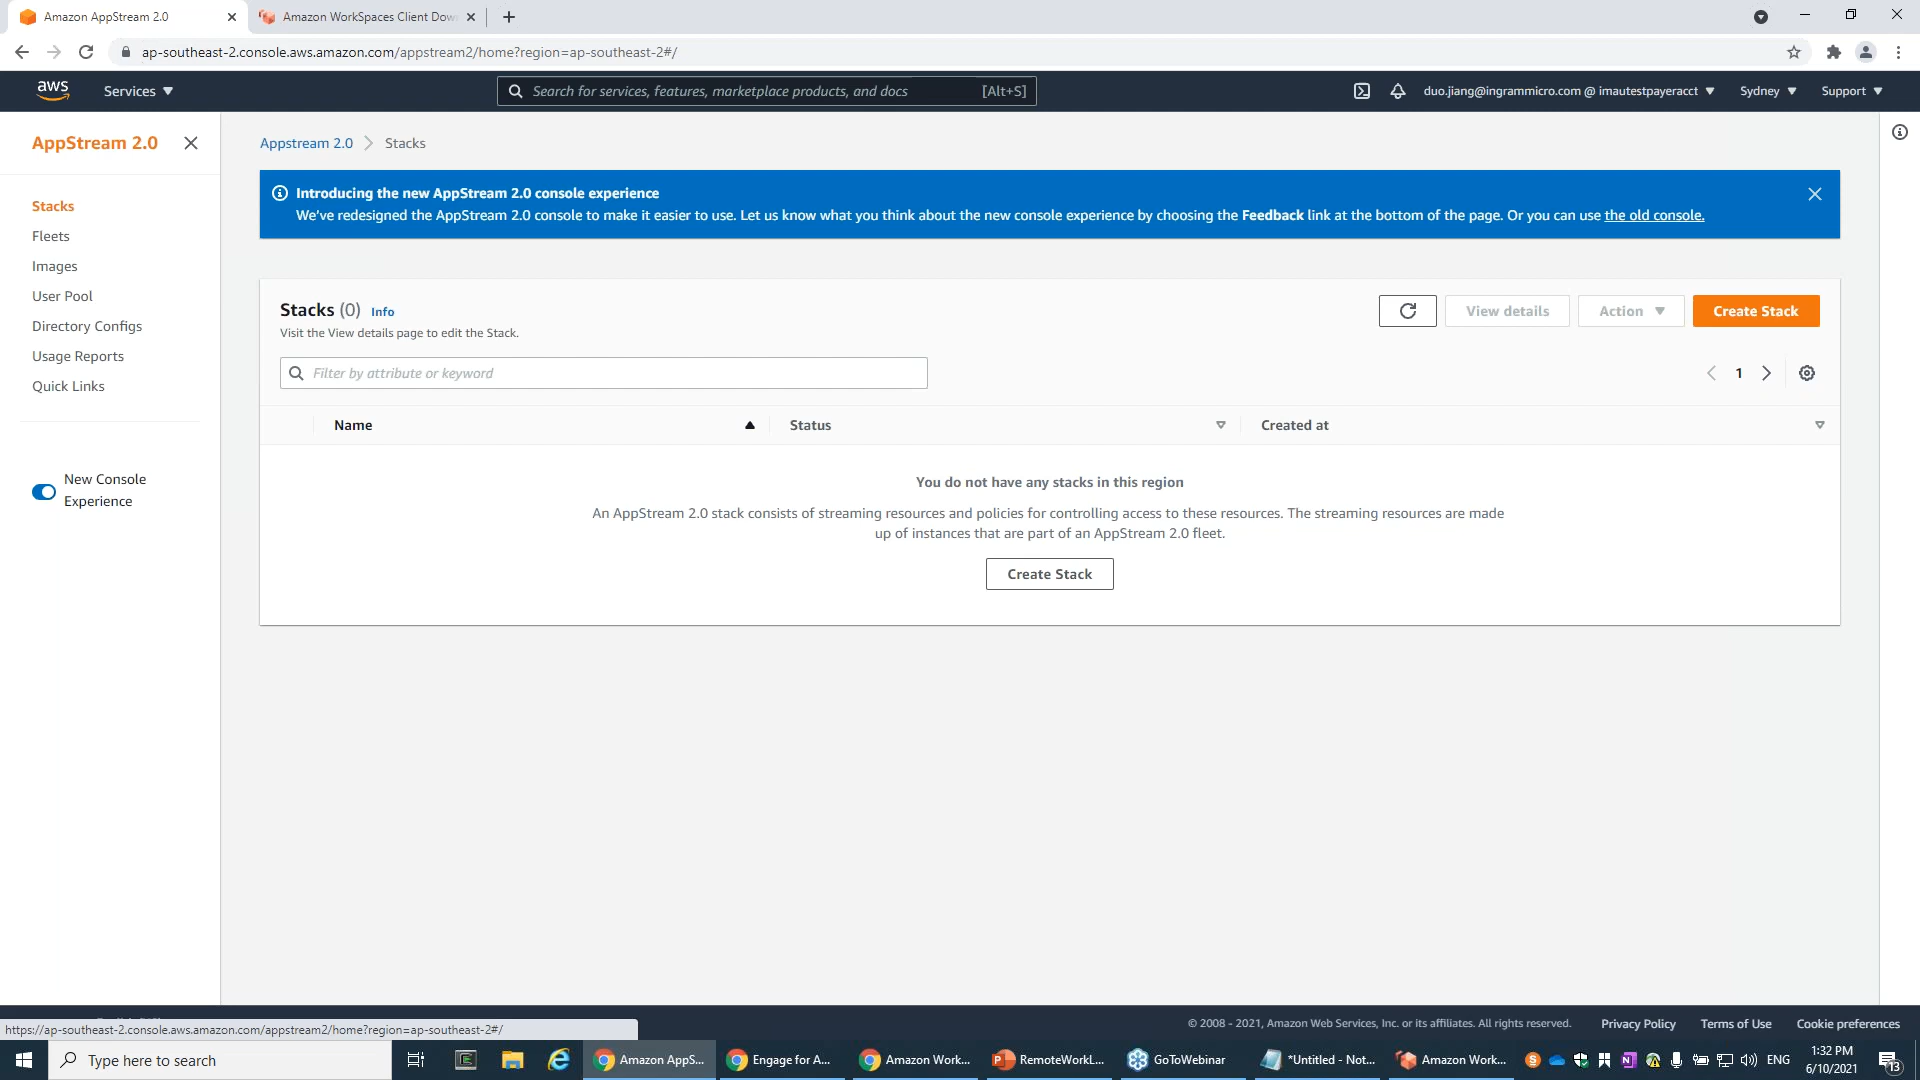 Amazon AppStream 2.0
Amazon WorkSpaces Client Dow
ap-southeast-2.console.aws.amazon.com/appstream2/home?region=ap-southeast-2#/
aws
Services
Search for services, features, marketplace products, and docs [Alt+S]
duo.jiang@ingrammicro.com @ imautestpayeracct
Sydney
Support
AppStream 2.0
Stacks
Fleets
Images
User Pool
Directory Configs
Usage Reports
Quick Links
New Console
Experience
Appstream 2.0 Stacks
Introducing the new AppStream 2.0 console experience
We've redesigned the AppStream 2.0 console to make it easier to use. Let us know what you think about the new console experience by choosing the Feedback link at the bottom of the page. Or you can use the old console.
Stacks (0) Info
Visit the View details page to edit the Stack.
View details
Action
Create Stack
Filter by attribute or keyword
1
Name
Status
Created at
You do not have any stacks in this region
An AppStream 2.0 stack consists of streaming resources and policies for controlling access to these resources. The streaming resources are made
up of instances that are part of an AppStream 2.0 fleet.
Create Stack
https://ap-southeast-2.console.aws.amazon.com/appstream2/home?region=ap-southeast-2#/
© 2008 - 2021, Amazon Web Services, Inc. or its affiliates. All rights reserved.
Privacy Policy
Terms of Use
Cookie preferences
Type here to search
Amazon AppS...
Engage for A...
Amazon Work...
RemoteWorkL...
GoToWebinar
*Untitled - Not...
Amazon Work...
ENG
1:32 PM
6/10/2021
13